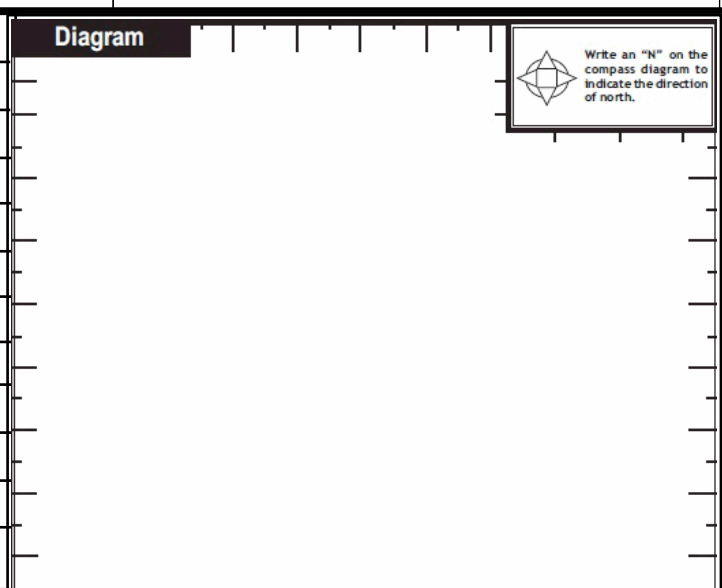 Diagram
Write an “N” on the
compass diagram to
indicate the direction
of north.